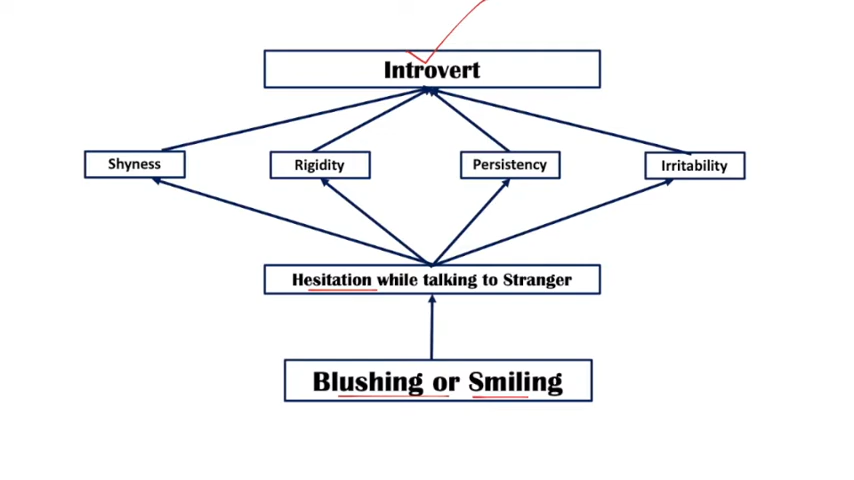 Introvert
Shyness
Rigidity
Persistency
Irritability
Hesitation while talking to Stranger
Blushing or Smiling